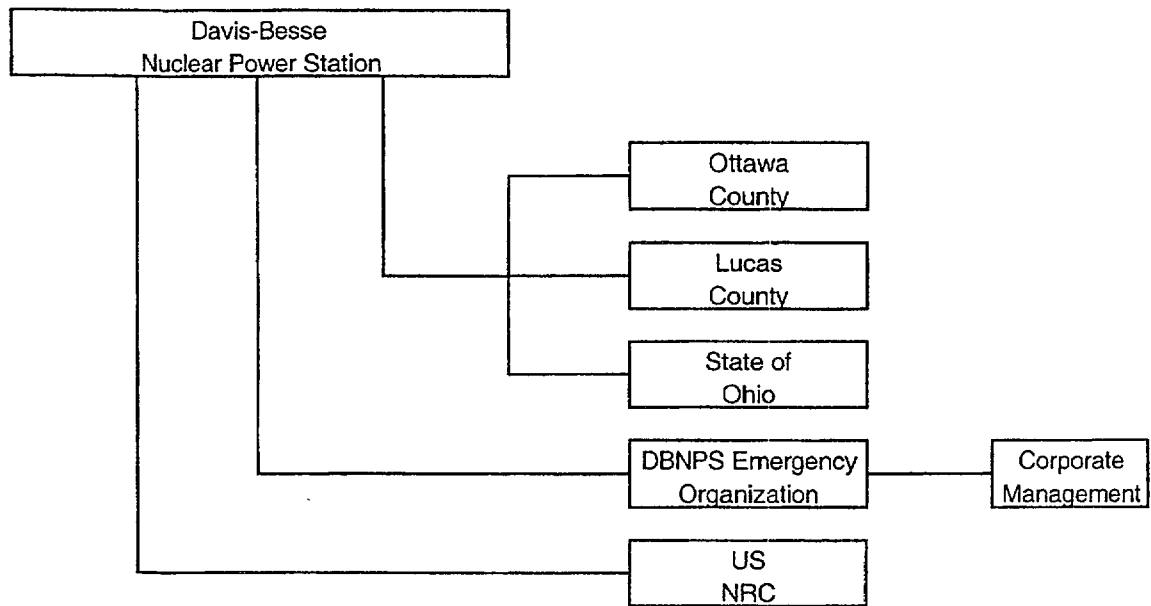 Davis-Besse
Nuclear Power Station
Ottawa
County
Lucas
County
State of
Ohio
DBNPS Emergency
Organization
Corporate
Management
US
NRC